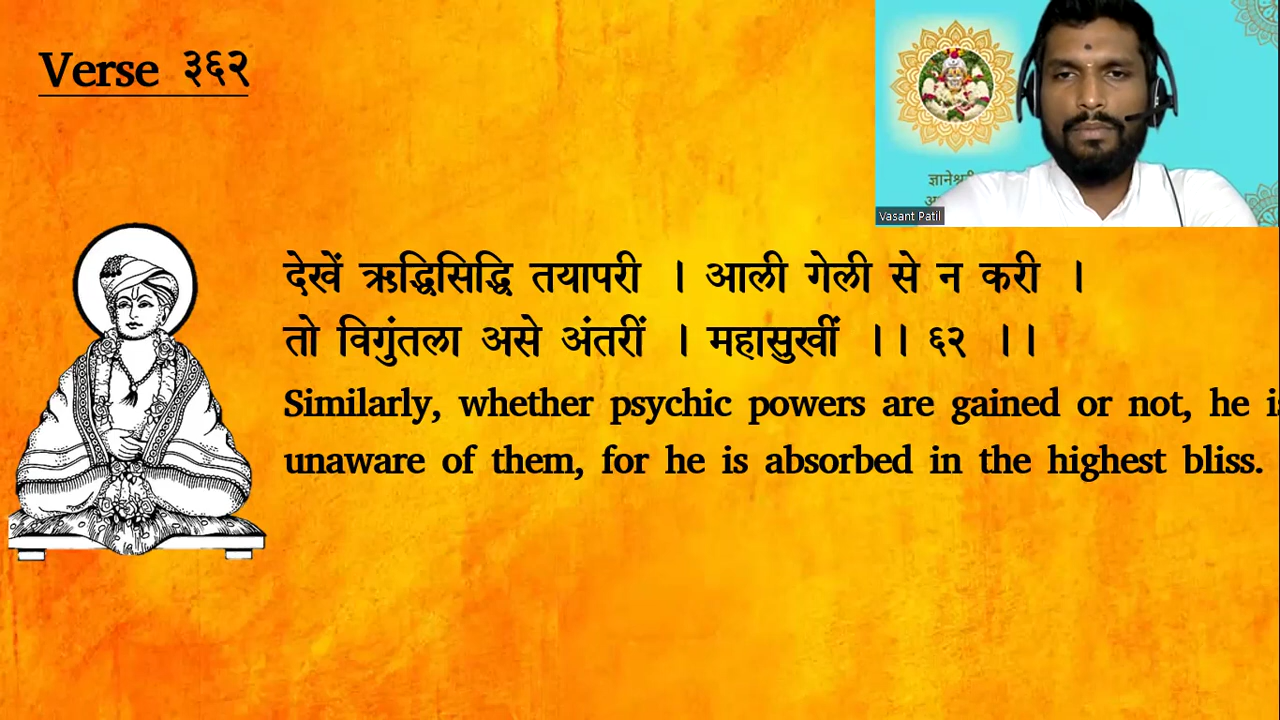 Verse ३६२
ज्ञानेश्वरी
Vasant Patil
देखें ऋद्धिसिद्धि तयापरी । आली गेली से न करी ।
तो विगुंतला असे अंतरीं । महासुखीं ।। ६२ ।।
Similarly, whether psychic powers are gained or not, he
unaware of them, for he is absorbed in the highest bliss.